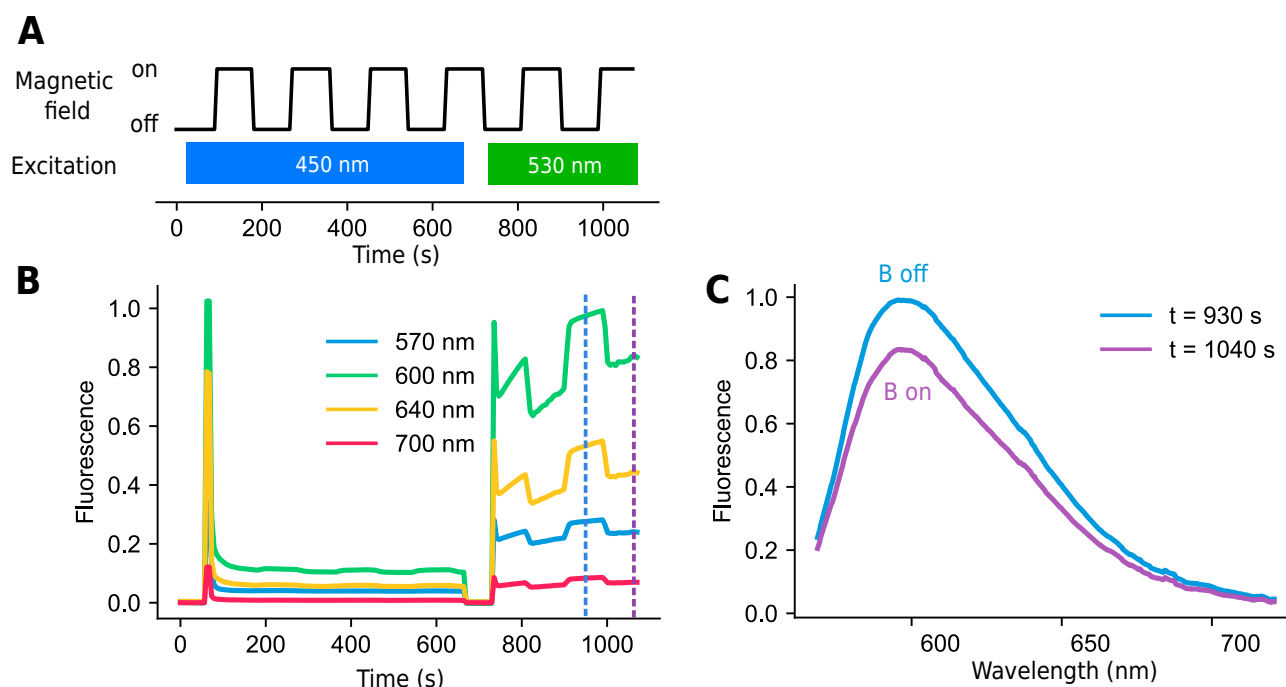 A
Magnetic
field
on
off
Excitation
450 nm
530 nm
0 200 400 600 800 1000
Time (s)
B
Fluorescence
1.0
0.8
0.6
0.4
0.2
0.0
570 nm
600 nm
640 nm
700 nm
0 200 400 600 800 1000
Time (s)
C
Fluorescence
1.0
0.8
0.6
0.4
0.2
0.0
B off
B on
t = 930 s
t = 1040 s
600 650 700
Wavelength (nm)